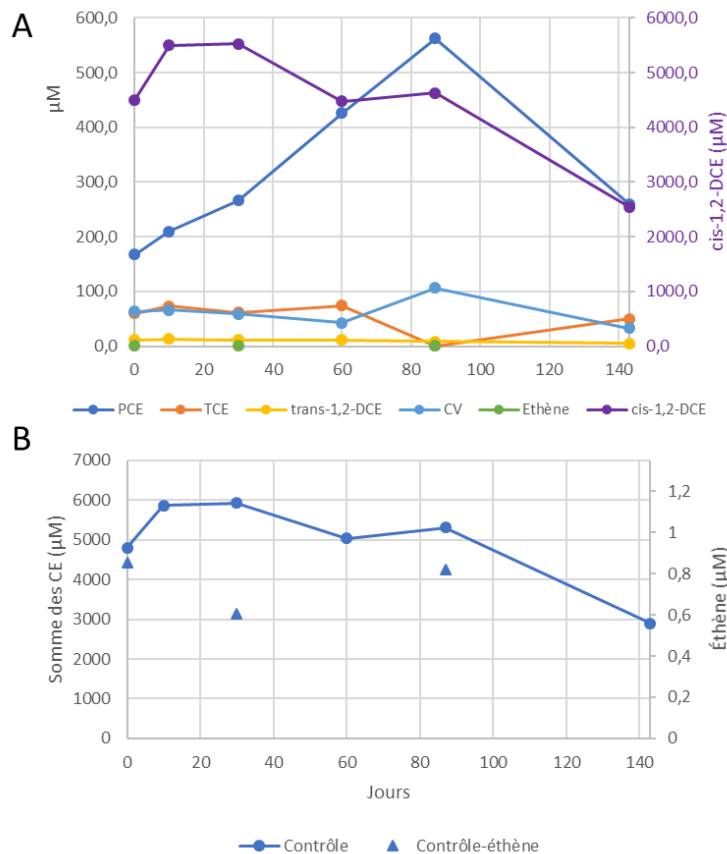 A
600,0
500,0
400,0
300,0
200,0
100,0
0,0
µM
6000,0
5000,0
4000,0
3000,0
2000,0
1000,0
0,0
cis-1,2-DCE (µM)
0 20 40 60 80 100 120 140
PCE TCE trans-1,2-DCE CV Ethène cis-1,2-DCE
B
7000
6000
5000
4000
3000
2000
1000
0
Somme des CE (µM)
1,2
1
0,8
0,6
0,4
0,2
0
Éthène (µM)
0 20 40 60 80 100 120 140
Jours
Contrôle Contrôle-éthène